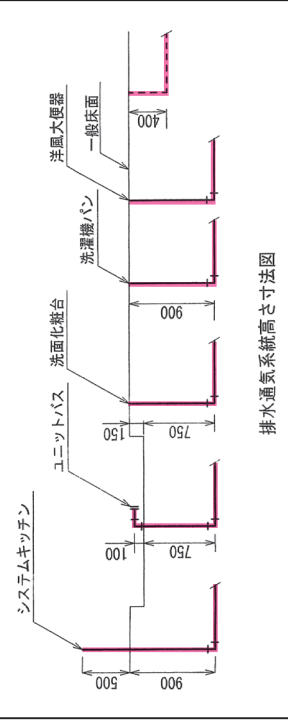 システムキッチン
500
900
ユニットバス
100
750
洗面化粧台
150
750
洗濯機パン
900
洋風大便器
一般床面
400
排水通気系統高さ寸法図